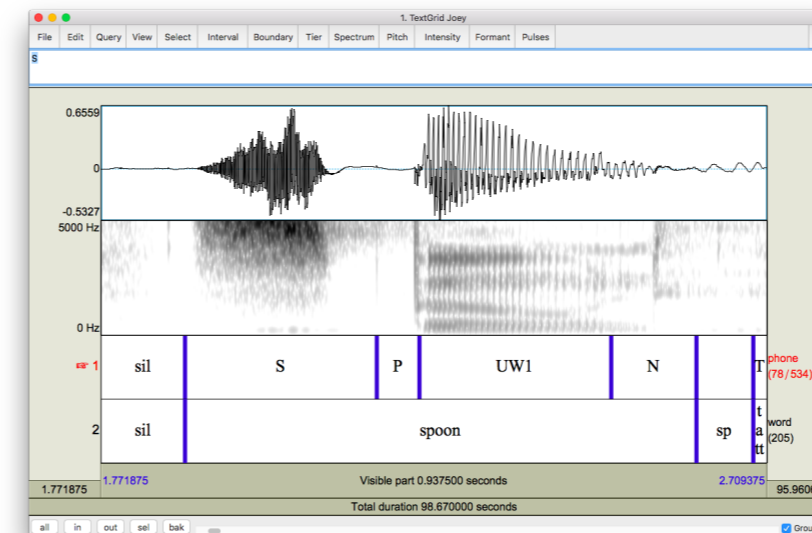 1. TextGrid Joey
File Edit Query View Select Interval Boundary Tier Spectrum Pitch Intensity Formant Pulses
S
0.6559
0
-0.5327
5000 Hz
0 Hz
☞ 1 sil S P UW1 N T phone (78/534)
2 sil spoon sp tatt word (205)
1.771875 Visible part 0.937500 seconds 2.709375
1.771875 95.9606
Total duration 98.670000 seconds
all in out sel bak Grou